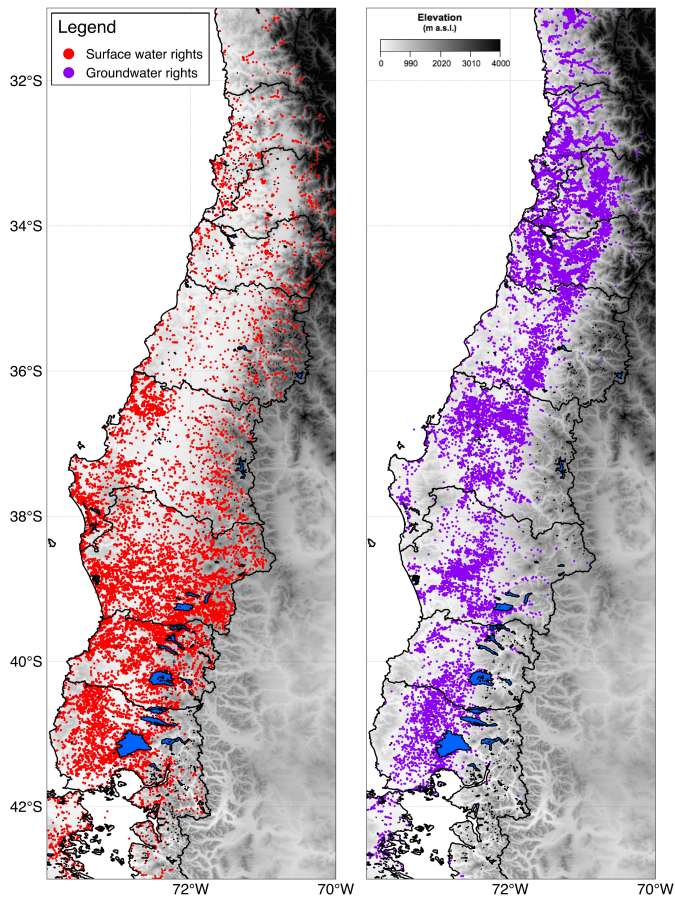 Legend
Surface water rights
Groundwater rights
Elevation
(m a.s.l.)
0 990 2020 3010 4000
32°S
34°S
36°S
38°S
40°S
42°S
72°W 70°W
72°W 70°W